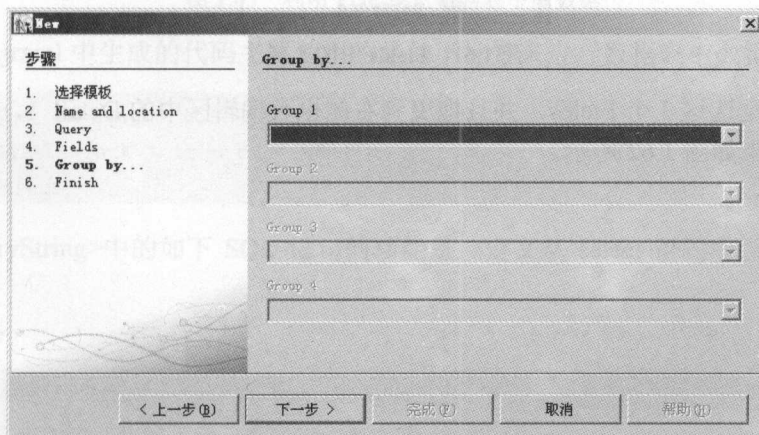 New
步骤
1. 选择模板
2. Name and location
3. Query
4. Fields
5. Group by...
6. Finish
Group by...
Group 1
Group 2
Group 3
Group 4
< 上一步(B)
下一步 >
完成(F)
取消
帮助(H)